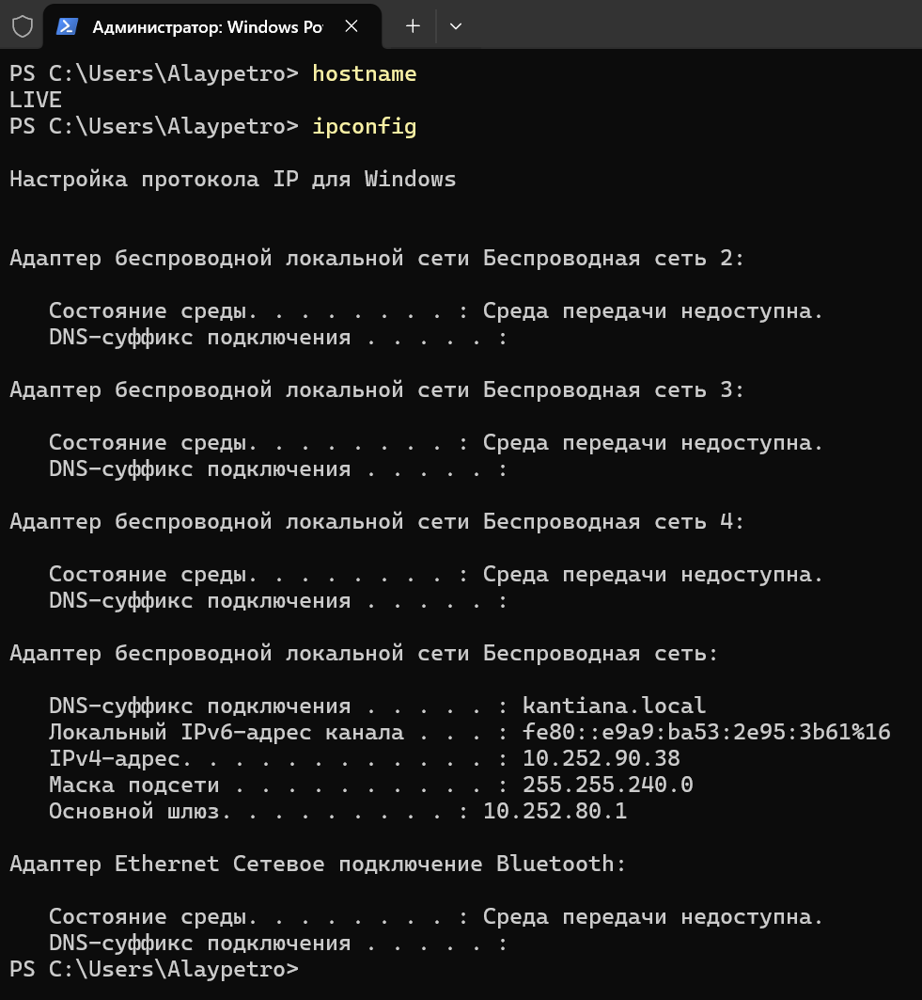 Администратор: Windows Po
PS C:\Users\Alaypetro> hostname
LIVE
PS C:\Users\Alaypetro> ipconfig
Настройка протокола IP для Windows
Адаптер беспроводной локальной сети Беспроводная сеть 2:
Состояние среды. . . . . . . . : Среда передачи недоступна.
DNS-суффикс подключения . . . . . :
Адаптер беспроводной локальной сети Беспроводная сеть 3:
Состояние среды. . . . . . . . : Среда передачи недоступна.
DNS-суффикс подключения . . . . . :
Адаптер беспроводной локальной сети Беспроводная сеть 4:
Состояние среды. . . . . . . . : Среда передачи недоступна.
DNS-суффикс подключения . . . . . :
Адаптер беспроводной локальной сети Беспроводная сеть:
DNS-суффикс подключения . . . . . : kantiana.local
Локальный IPv6-адрес канала . . . : fe80::e9a9:ba53:2e95:3b61%16
IPv4-адрес. . . . . . . . . . . . : 10.252.90.38
Маска подсети . . . . . . . . . . : 255.255.240.0
Основной шлюз. . . . . . . . . : 10.252.80.1
Адаптер Ethernet Сетевое подключение Bluetooth:
Состояние среды. . . . . . . . : Среда передачи недоступна.
DNS-суффикс подключения . . . . . :
PS C:\Users\Alaypetro>